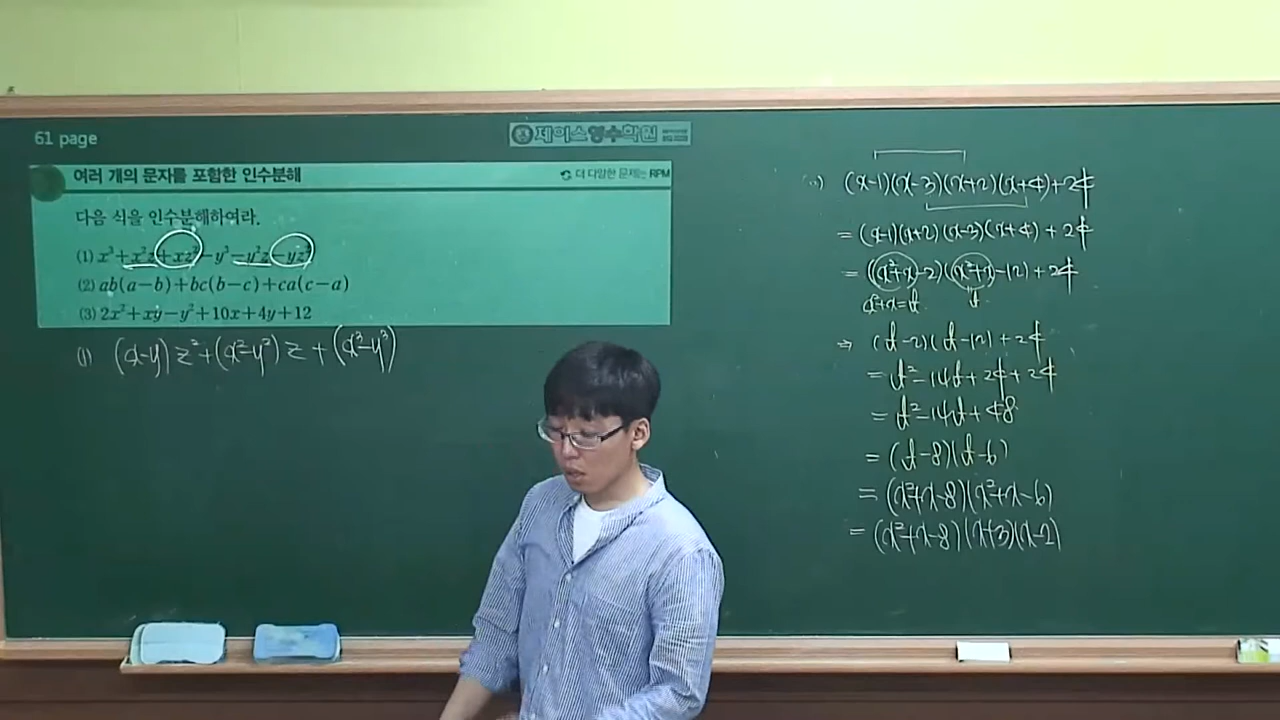 61 page
제이스영수학원
여러 개의 문자를 포함한 인수분해
더 다양한 문제는 RPM
다음 식을 인수분해하여라.
(1) x³+x²z+xz²−y³−y²z−yz²
(2) ab(a−b)+bc(b−c)+ca(c−a)
(3) 2x²+xy−y²+10x+4y+12
(1) (x−y)z²+(x²−y²)z+(x³−y³)
(x−1)(x−3)(x+2)(x+4)+24
=(x−1)(x+2)(x−3)(x+4)+24
=((x²+x)−2)((x²+x)−12)+24
x²+x=t t
⇒ (t−2)(t−12)+24
=t²−14t+24+24
=t²−14t+48
=(t−8)(t−6)
=(x²+x−8)(x²+x−6)
=(x²+x−8)(x+3)(x−2)